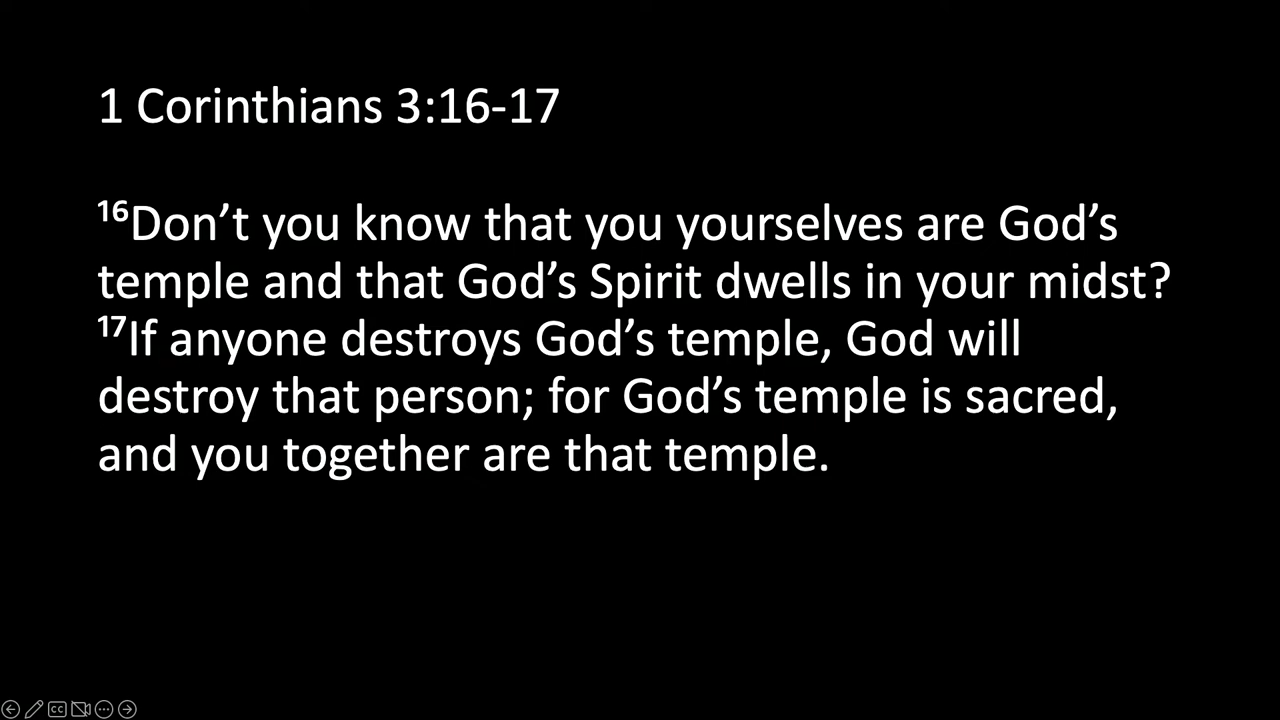 1 Corinthians 3:16-17
¹⁶Don’t you know that you yourselves are God’s
temple and that God’s Spirit dwells in your midst?
¹⁷If anyone destroys God’s temple, God will
destroy that person; for God’s temple is sacred,
and you together are that temple.
CC